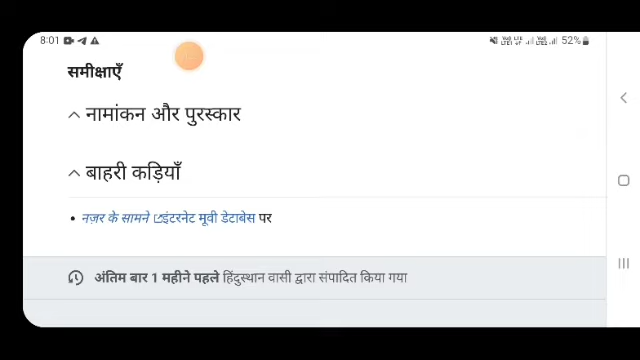 8:01 52%
समीक्षाएँ
नामांकन और पुरस्कार
बाहरी कड़ियाँ
• नज़र के सामने इंटरनेट मूवी डेटाबेस पर
अंतिम बार 1 महीने पहले हिंदुस्थान वासी द्वारा संपादित किया गया